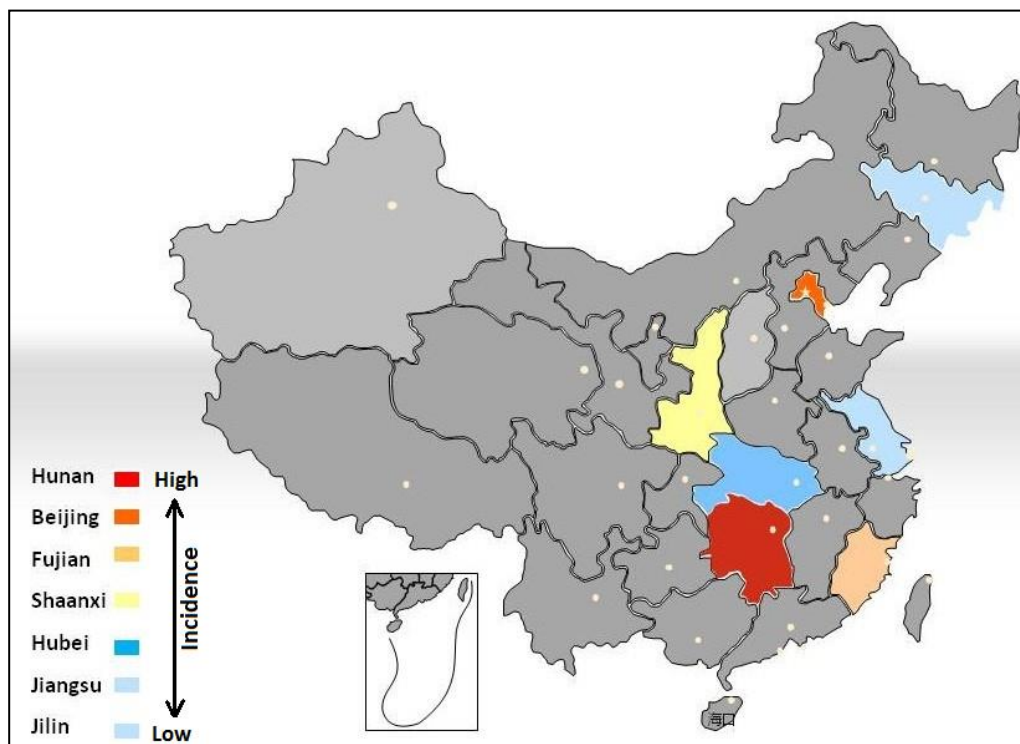 Hunan High
Beijing
Fujian
Shaanxi
Hubei
Jiangsu
Jilin Low
Incidence
海口